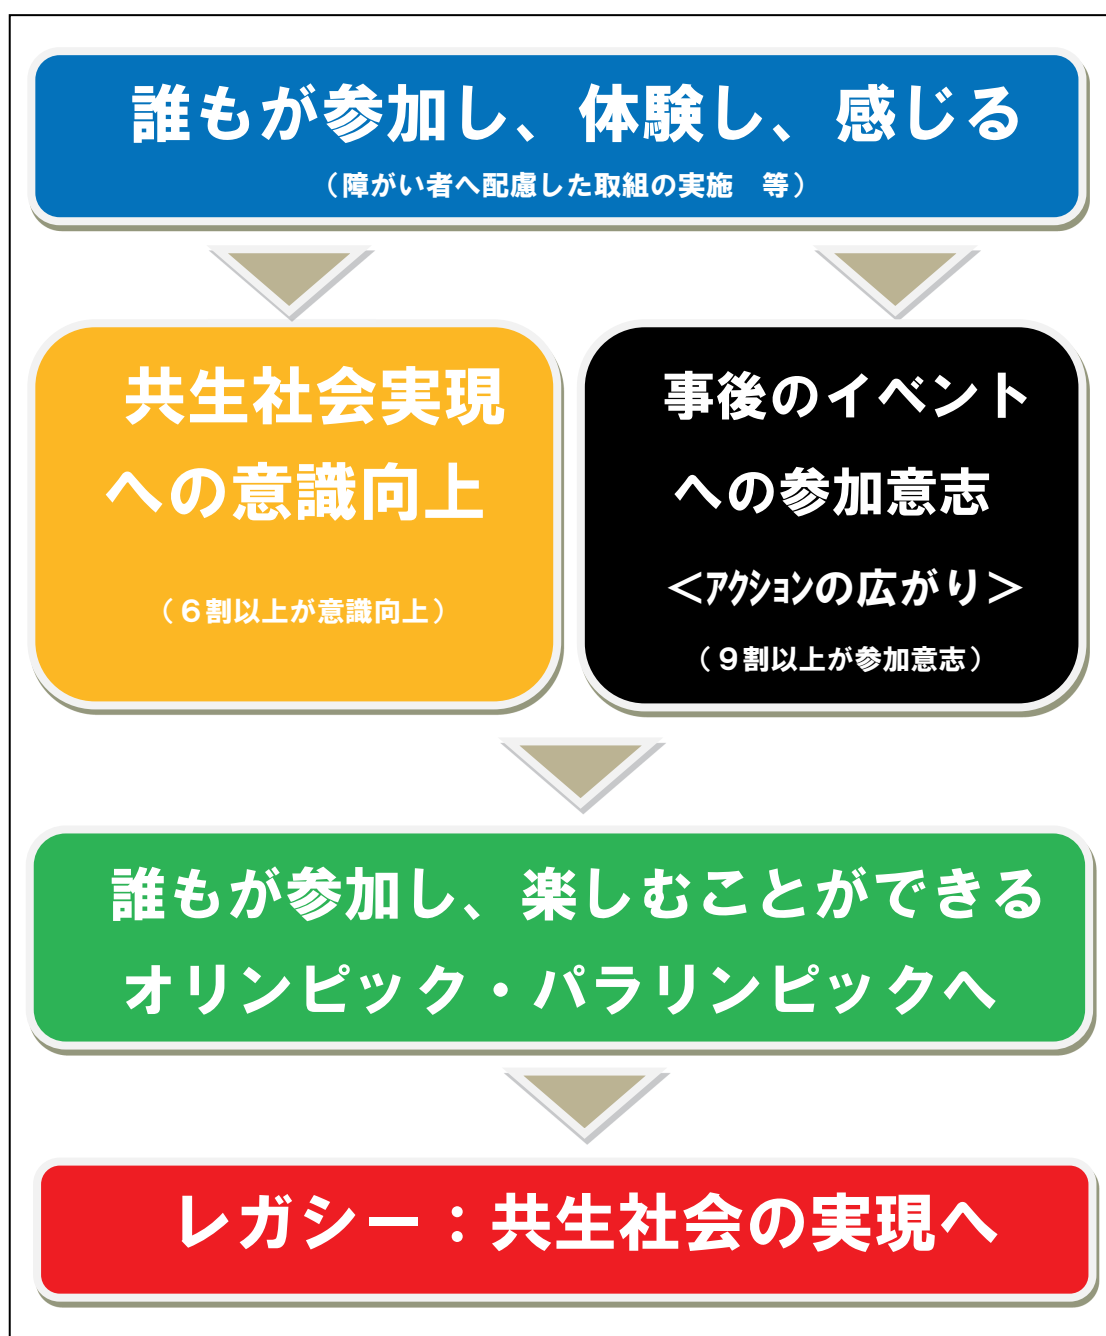 誰もが参加し、体験し、感じる
（障がい者へ配慮した取組の実施　等）
共生社会実現
への意識向上
（６割以上が意識向上）
事後のイベント
への参加意志
＜ｱｸｼｮﾝの広がり＞
（９割以上が参加意志）
誰もが参加し、楽しむことができる
オリンピック・パラリンピックへ
レガシー：共生社会の実現へ